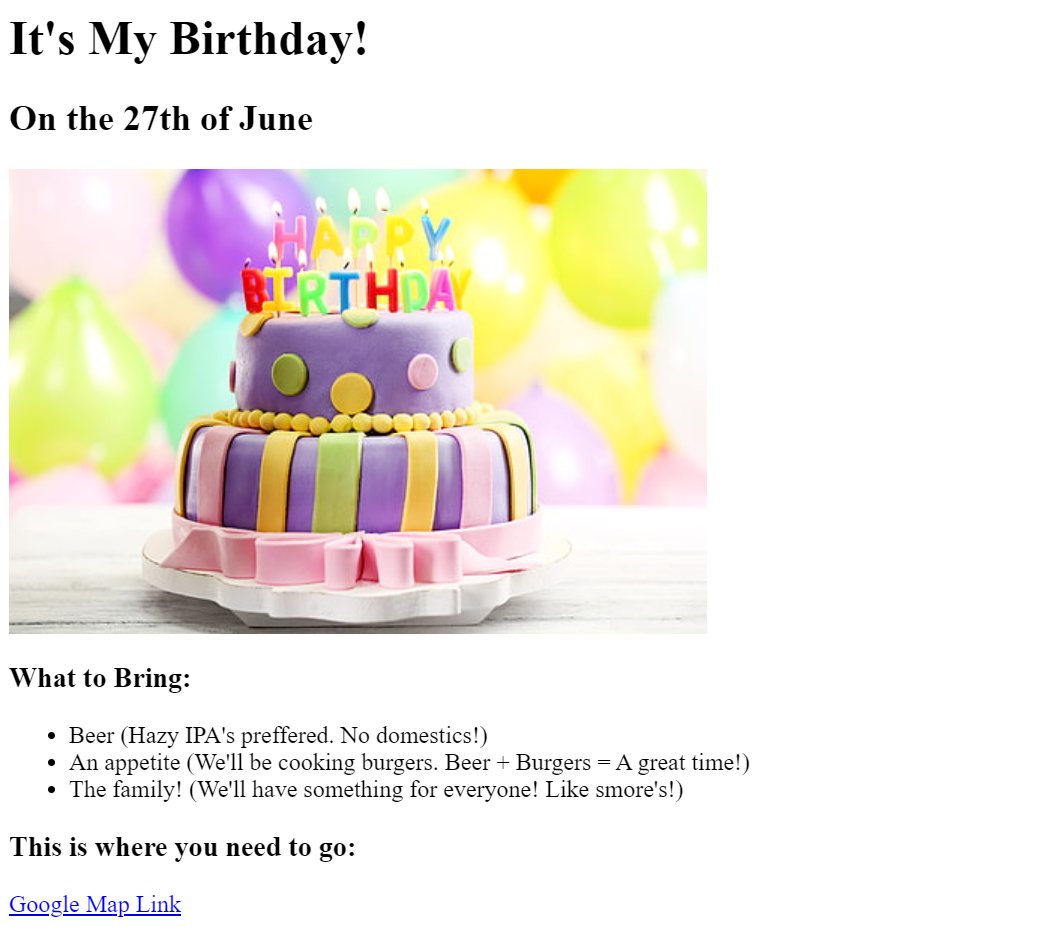 It's My Birthday!
On the 27th of June
HAPPY
BIRTHDAY
What to Bring:
Beer (Hazy IPA's preffered. No domestics!)
An appetite (We'll be cooking burgers. Beer + Burgers = A great time!)
The family! (We'll have something for everyone! Like smore's!)
This is where you need to go:
Google Map Link